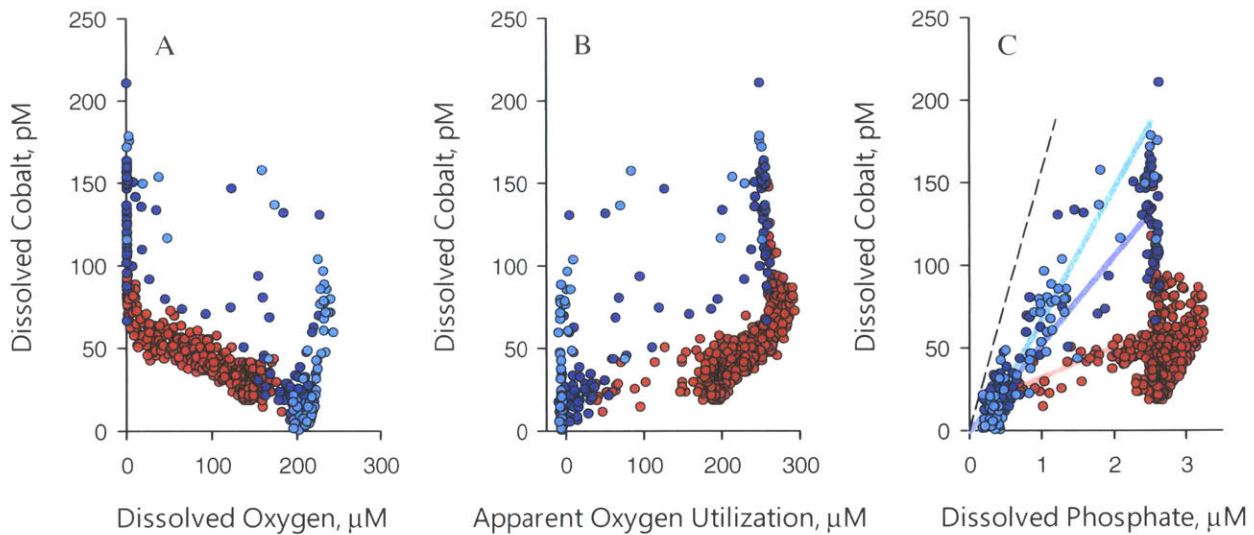 A
B
C
250
200
150
100
50
0
Dissolved Cobalt, pM
0 100 200 300
Dissolved Oxygen, μM
250
200
150
100
50
0
Dissolved Cobalt, pM
0 100 200 300
Apparent Oxygen Utilization, μM
250
200
150
100
50
0
Dissolved Cobalt, pM
0 1 2 3
Dissolved Phosphate, μM